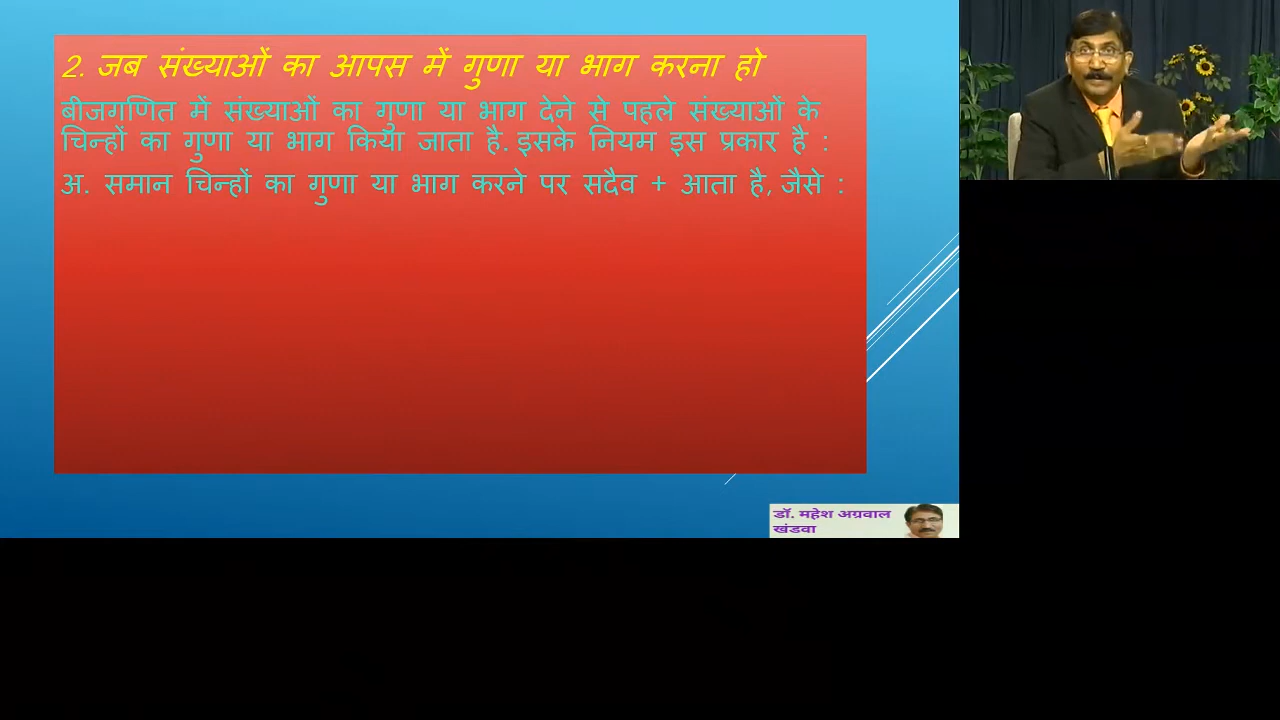 2. जब संख्याओं का आपस में गुणा या भाग करना हो
बीजगणित में संख्याओं का गुणा या भाग देने से पहले संख्याओं के
चिन्हों का गुणा या भाग किया जाता है. इसके नियम इस प्रकार है :
अ. समान चिन्हों का गुणा या भाग करने पर सदैव + आता है, जैसे :
डॉ. महेश अग्रवाल
खंडवा